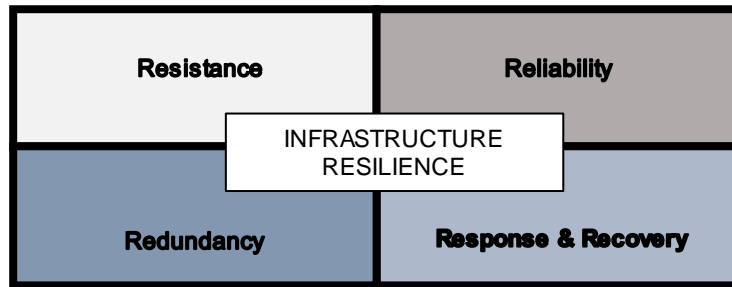 Resistance
Reliability
INFRASTRUCTURE
RESILIENCE
Redundancy
Response & Recovery